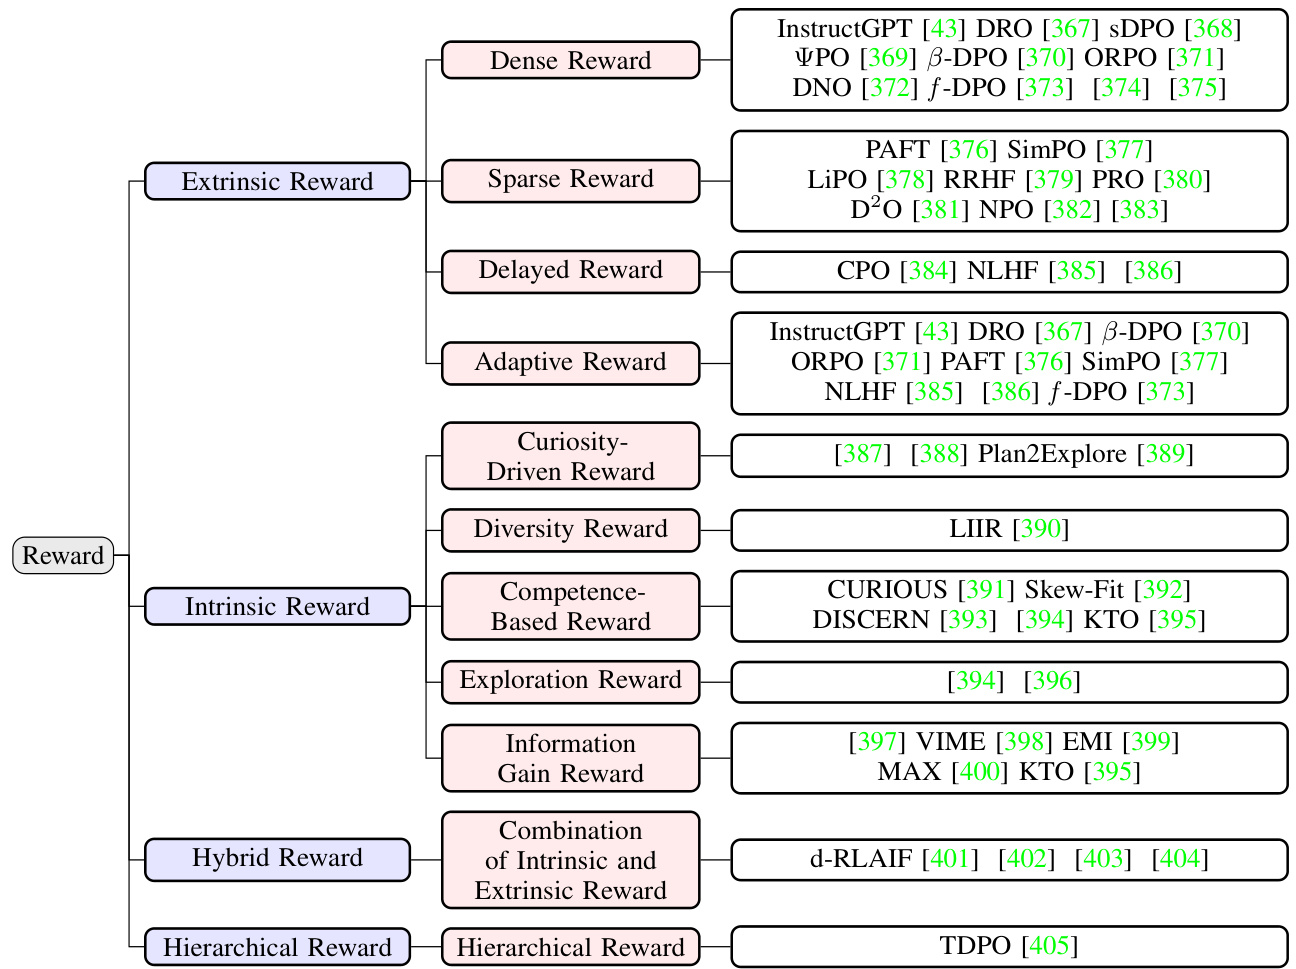 Reward
Extrinsic Reward
Dense Reward
InstructGPT [43] DRO [367] sDPO [368]
ΨPO [369] β-DPO [370] ORPO [371]
DNO [372] f-DPO [373] [374] [375]
Sparse Reward
PAFT [376] SimPO [377]
LiPO [378] RRHF [379] PRO [380]
D²O [381] NPO [382] [383]
Delayed Reward
CPO [384] NLHF [385] [386]
Adaptive Reward
InstructGPT [43] DRO [367] β-DPO [370]
ORPO [371] PAFT [376] SimPO [377]
NLHF [385] [386] f-DPO [373]
Intrinsic Reward
Curiosity-
Driven Reward
[387] [388] Plan2Explore [389]
Diversity Reward
LIIR [390]
Competence-
Based Reward
CURIOUS [391] Skew-Fit [392]
DISCERN [393] [394] KTO [395]
Exploration Reward
[394] [396]
Information
Gain Reward
[397] VIME [398] EMI [399]
MAX [400] KTO [395]
Hybrid Reward
Combination
of Intrinsic and
Extrinsic Reward
d-RLAIF [401] [402] [403] [404]
Hierarchical Reward
Hierarchical Reward
TDPO [405]